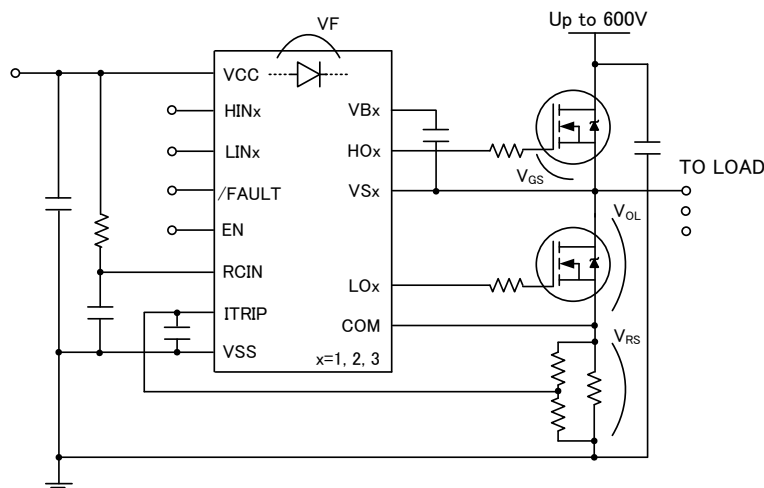 VF
Up to 600V
VCC
HINx
LINx
/FAULT
EN
RCIN
ITRIP
VSS
VBx
HOx
VSx
LOx
COM
x=1, 2, 3
VGS
TO LOAD
VOL
VRS